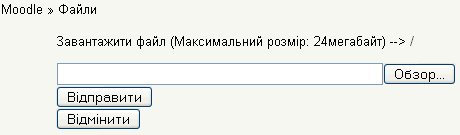 Moodle » Файли
Завантажити файл (Максимальний розмір: 24мегабайт) --> /
Обзор...
Відправити
Відмінити